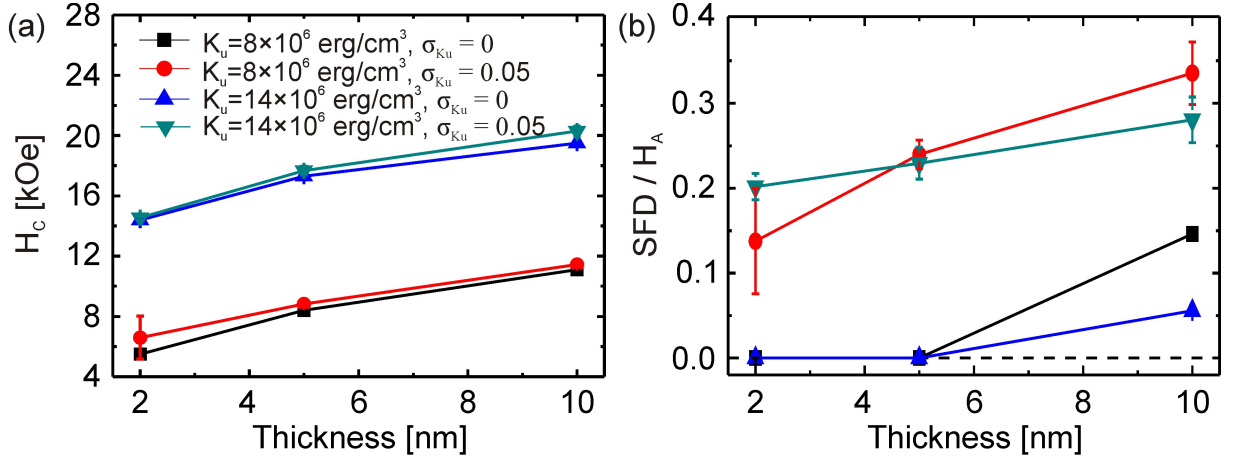 (a)
28
24
20
16
12
8
4
H_C [kOe]
K_u=8×10^6 erg/cm^3, σ_Ku = 0
K_u=8×10^6 erg/cm^3, σ_Ku = 0.05
K_u=14×10^6 erg/cm^3, σ_Ku = 0
K_u=14×10^6 erg/cm^3, σ_Ku = 0.05
2 4 6 8 10
Thickness [nm]
(b)
0.4
0.3
0.2
0.1
0.0
SFD / H_A
2 4 6 8 10
Thickness [nm]